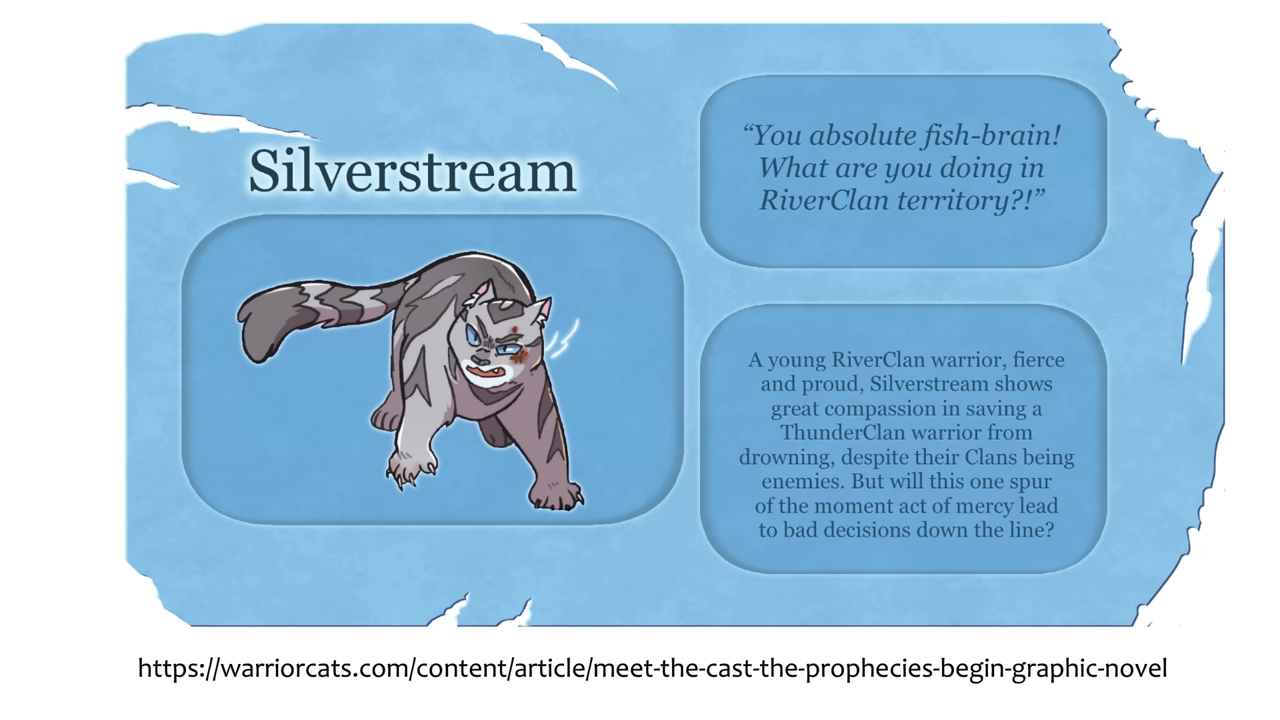 Silverstream
“You absolute fish-brain!
What are you doing in
RiverClan territory?!”
A young RiverClan warrior, fierce
and proud, Silverstream shows
great compassion in saving a
ThunderClan warrior from
drowning, despite their Clans being
enemies. But will this one spur
of the moment act of mercy lead
to bad decisions down the line?
https://warriorcats.com/content/article/meet-the-cast-the-prophecies-begin-graphic-novel